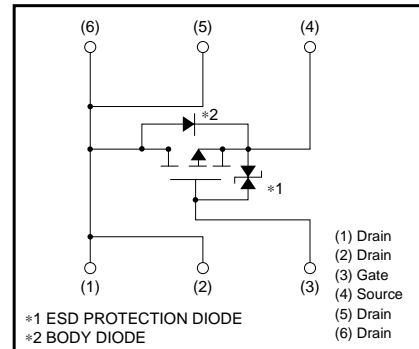 (6) (5) (4)
∗2
∗1
(1) (2) (3)
(1) Drain
(2) Drain
(3) Gate
(4) Source
(5) Drain
(6) Drain
∗1 ESD PROTECTION DIODE
∗2 BODY DIODE